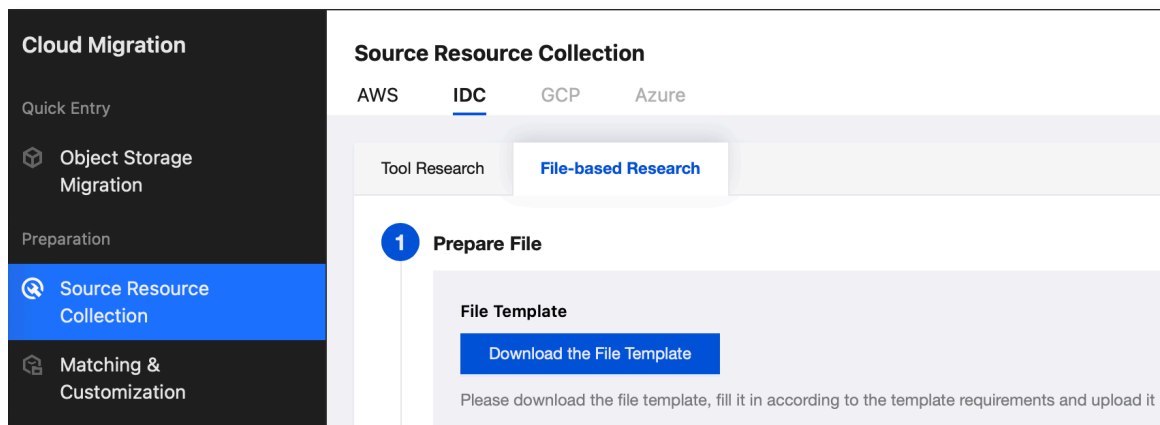 Cloud Migration
Quick Entry
Object Storage
Migration
Preparation
Source Resource
Collection
Matching &
Customization
Source Resource Collection
AWS IDC GCP Azure
Tool Research File-based Research
1 Prepare File
File Template
Download the File Template
Please download the file template, fill it in according to the template requirements and upload it